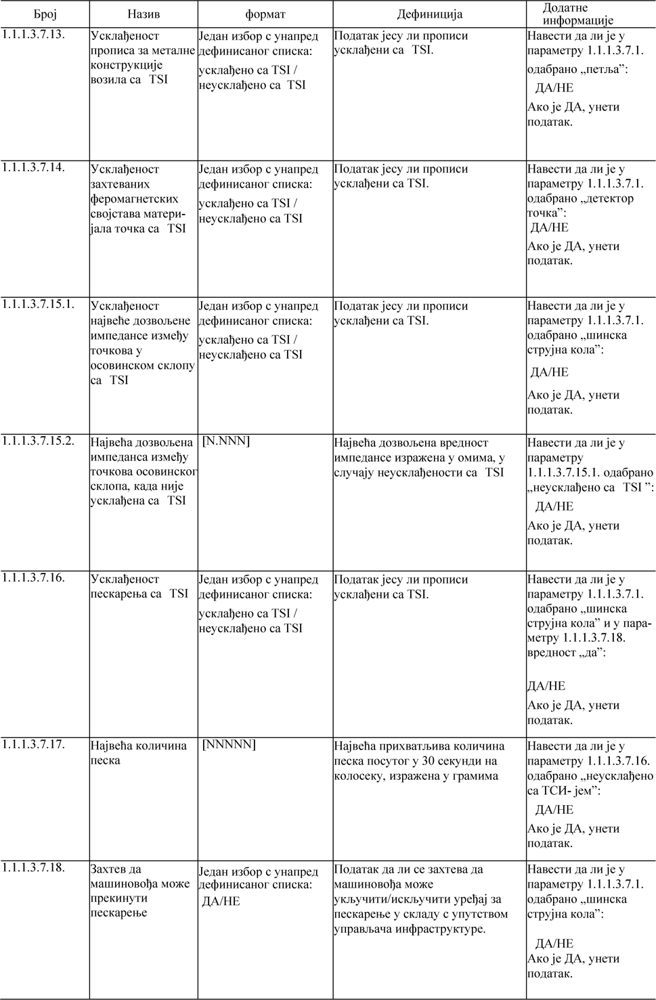 Број
Назив
формат
Дефиниција
Додатне
информације
1.1.1.3.7.13.
Усклађеност
прописа за металне
конструкције
возила са TSI
Један избор с унапред
дефинисаног списка:
усклађено са TSI /
неусклађено са TSI
Податак јесу ли прописи
усклађени са TSI.
Навести да ли је у
параметру 1.1.1.3.7.1.
одабрано „петља”:
ДА/НЕ
Ако је ДА, унети
податак.
1.1.1.3.7.14.
Усклађеност
захтеваних
феромагнетских
својстава матери-
јала точка са TSI
Један избор с унапред
дефинисаног списка:
усклађено са TSI /
неусклађено са TSI
Податак јесу ли прописи
усклађени са TSI.
Навести да ли је у
параметру 1.1.1.3.7.1.
одабрано „детектор
точка”:
ДА/НЕ
Ако је ДА, унети
податак.
1.1.1.3.7.15.1.
Усклађеност
највеће дозвољене
импедансе између
точкова у
осовинском склопу
са TSI
Један избор с унапред
дефинисаног списка:
усклађено са TSI /
неусклађено са TSI
Податак јесу ли прописи
усклађени са TSI.
Навести да ли је у
параметру 1.1.1.3.7.1.
одабрано „шинска
струјна кола”:
ДА/НЕ
Ако је ДА, унети
податак.
1.1.1.3.7.15.2.
Највећа дозвољена
импеданса између
точкова осовинског
склопа, када није
усклађена са TSI
[N.NNN]
Највећа дозвољена вредност
импедансе изражена у омима, у
случају неусклађености са TSI
Навести да ли је у
параметру
1.1.1.3.7.15.1. одабрано
„неусклађено са TSI ”:
ДА/НЕ
Ако је ДА, унети
податак.
1.1.1.3.7.16.
Усклађеност
пескарења са TSI
Један избор с унапред
дефинисаног списка:
усклађено са TSI /
неусклађено са TSI
Податак јесу ли прописи
усклађени са TSI.
Навести да ли је у
параметру 1.1.1.3.7.1.
одабрано „шинска
струјна кола” и у пара-
метру 1.1.1.3.7.18.
вредност „да”:
ДА/НЕ
Ако је ДА, унети
податак.
1.1.1.3.7.17.
Највећа количина
песка
[NNNNN]
Највећа прихватљива количина
песка посутог у 30 секунди на
колосеку, изражена у грамима
Навести да ли је у
параметру 1.1.1.3.7.16.
одабрано „неусклађено
са ТСИ- јем”:
ДА/НЕ
Ако је ДА, унети
податак.
1.1.1.3.7.18.
Захтев да
машиновођа може
прекинути
пескарење
Један избор с унапред
дефинисаног списка:
ДА/НЕ
Податак да ли се захтева да
машиновођа може
укључити/искључити уређај за
пескарење у складу с упутством
управљача инфраструктуре.
Навести да ли је у
параметру 1.1.1.3.7.1.
одабрано „шинска
струјна кола”:
ДА/НЕ
Ако је ДА, унети
податак.